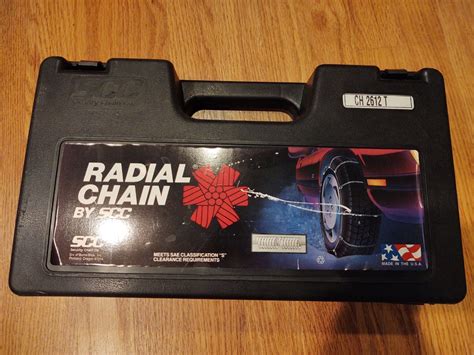 SCC
CH 2612 T
RADIAL
CHAIN
BY SCC
SCC
MEETS SAE CLASSIFICATION "S"
CLEARANCE REQUIREMENTS
MADE IN THE U.S.A.